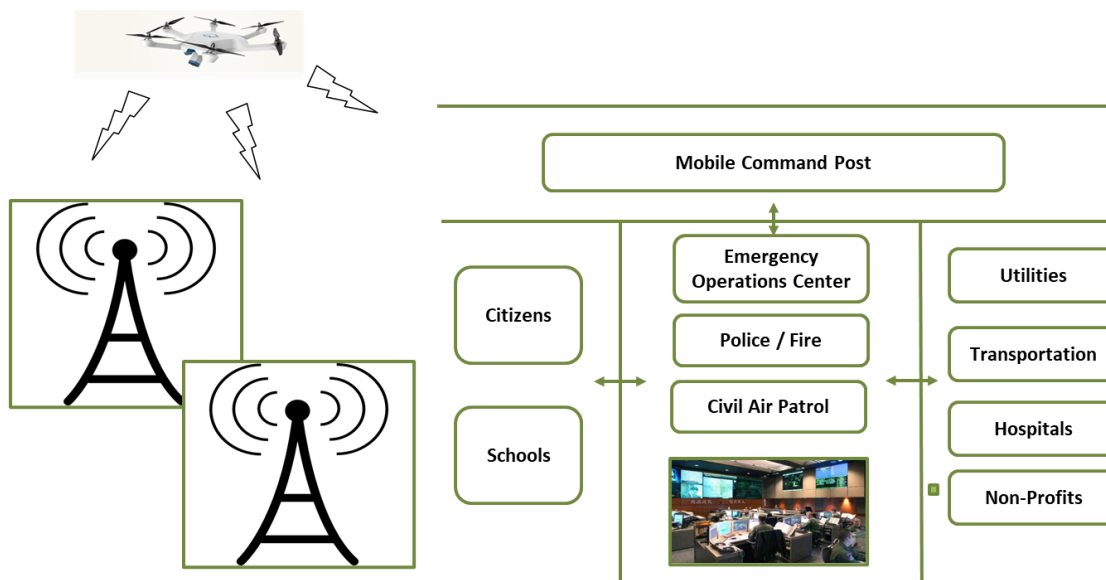 Mobile Command Post
Emergency
Operations Center
Utilities
Citizens
Police / Fire
Transportation
Civil Air Patrol
Hospitals
Schools
Non-Profits